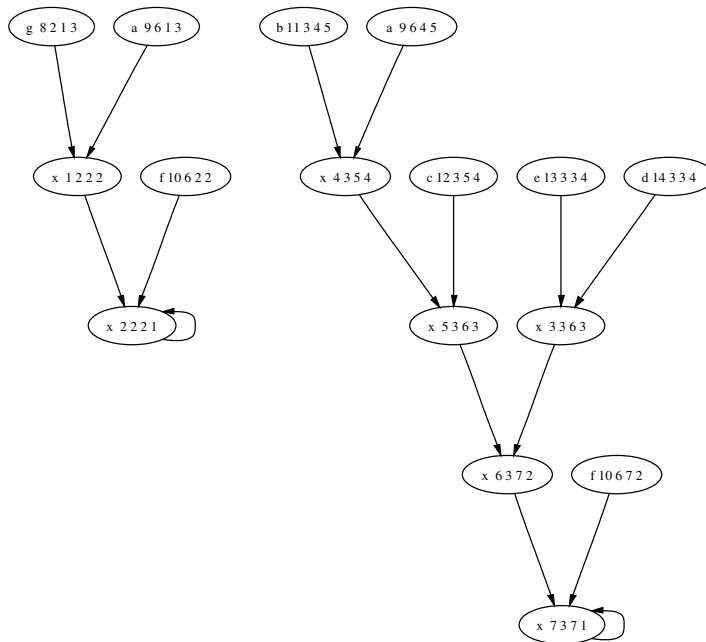 g 8 2 1 3
a 9 6 1 3
b 11 3 4 5
a 9 6 4 5
x 1 2 2 2
f 10 6 2 2
x 4 3 5 4
c 12 3 5 4
e 13 3 3 4
d 14 3 3 4
x 2 2 2 1
x 5 3 6 3
x 3 3 6 3
x 6 3 7 2
f 10 6 7 2
x 7 3 7 1